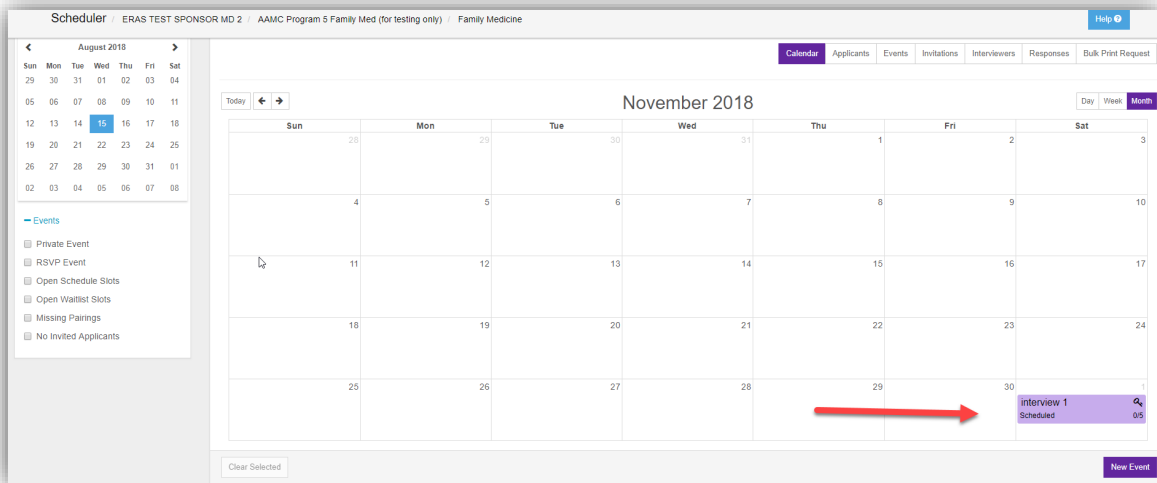 Scheduler / ERAS TEST SPONSOR MD 2 / AAMC Program 5 Family Med (for testing only) / Family Medicine
Help
August 2018
Sun Mon Tue Wed Thu Fri Sat
29 30 31 01 02 03 04
05 06 07 08 09 10 11
12 13 14 15 16 17 18
19 20 21 22 23 24 25
26 27 28 29 30 31 01
02 03 04 05 06 07 08
Events
Private Event
RSVP Event
Open Schedule Slots
Open Waitlist Slots
Missing Pairings
No Invited Applicants
Calendar Applicants Events Invitations Interviewers Responses Bulk Print Request
Today November 2018 Day Week Month
Sun Mon Tue Wed Thu Fri Sat
28 29 30 31 1 2 3
4 5 6 7 8 9 10
11 12 13 14 15 16 17
18 19 20 21 22 23 24
25 26 27 28 29 30 1
interview 1
Scheduled 0/5
Clear Selected New Event